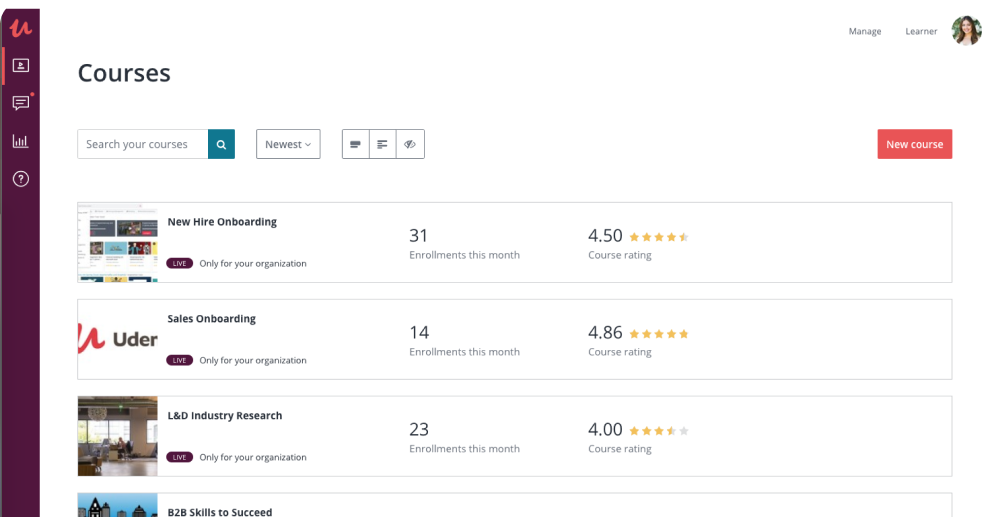 Manage Learner
Courses
Search your courses
Newest
New course
New Hire Onboarding
LIVE Only for your organization
31
Enrollments this month
4.50
Course rating
Uder
Sales Onboarding
LIVE Only for your organization
14
Enrollments this month
4.86
Course rating
L&D Industry Research
LIVE Only for your organization
23
Enrollments this month
4.00
Course rating
B2B Skills to Succeed